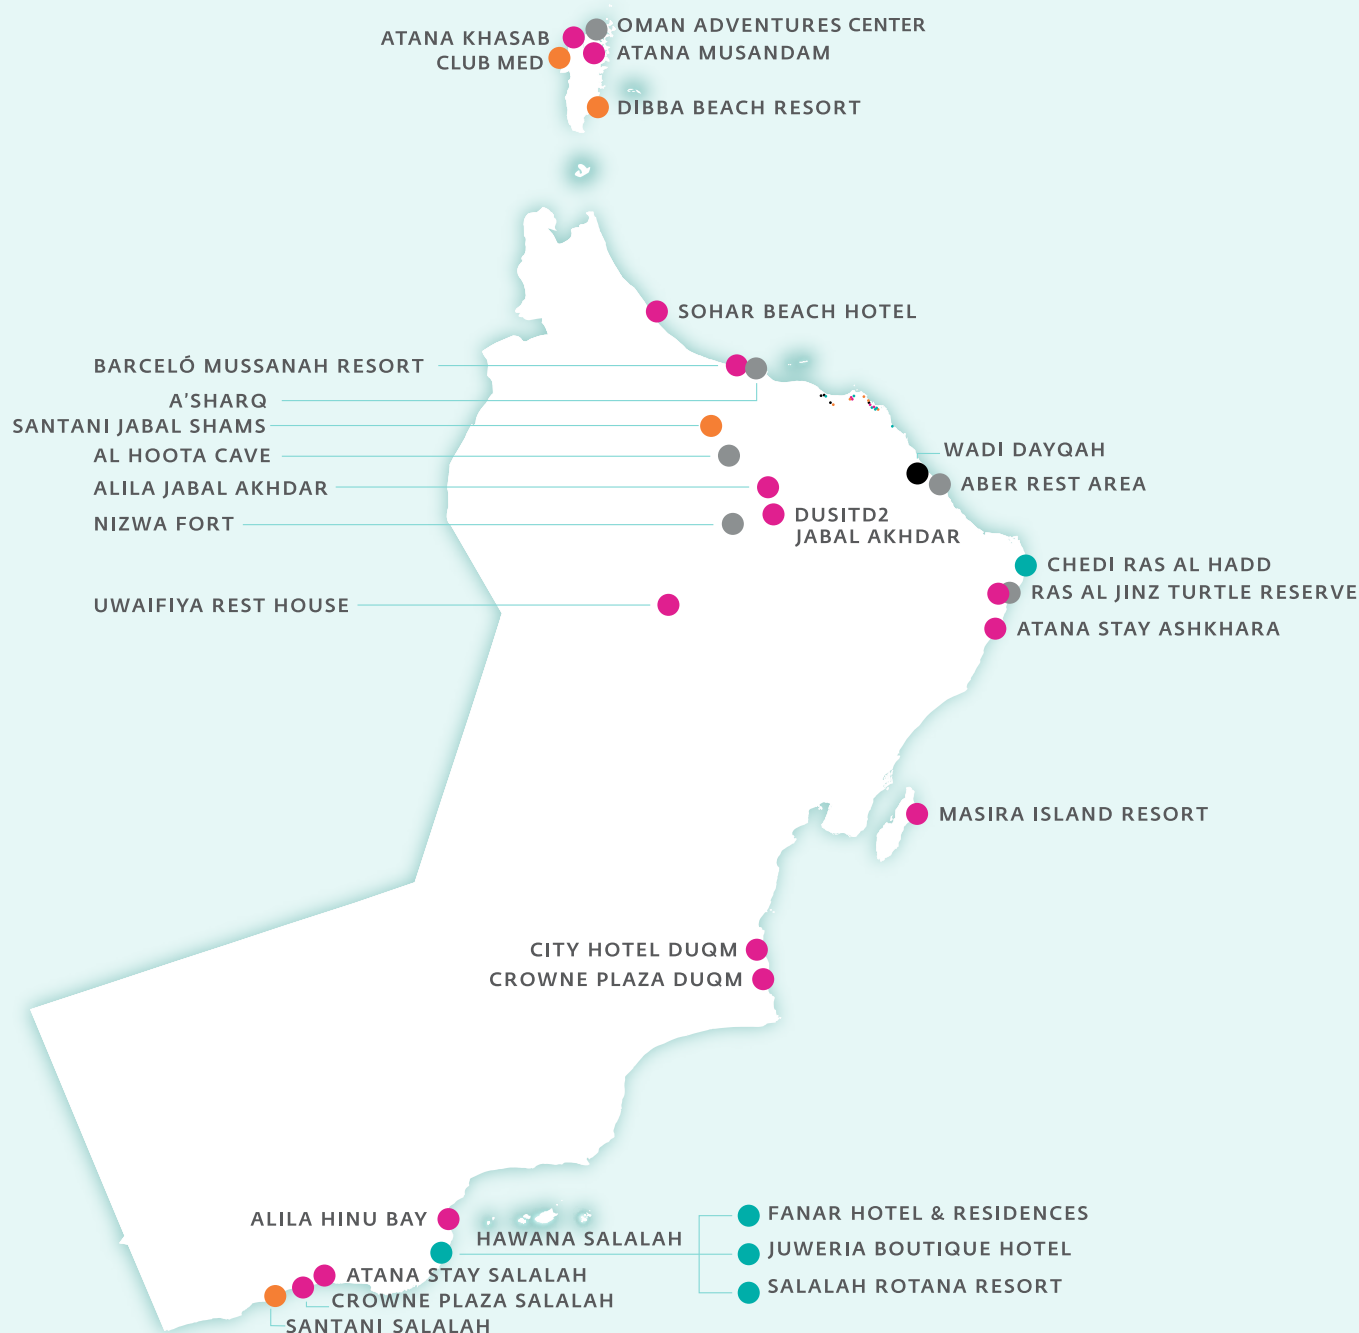 OMAN ADVENTURES CENTER
ATANA KHASAB
ATANA MUSANDAM
CLUB MED
DIBBA BEACH RESORT
SOHAR BEACH HOTEL
BARCELÓ MUSSANAH RESORT
A'SHARQ
SANTANI JABAL SHAMS
AL HOOTA CAVE
WADI DAYQAH
ABER REST AREA
ALILA JABAL AKHDAR
DUSITD2
JABAL AKHDAR
NIZWA FORT
CHEDI RAS AL HADD
RAS AL JINZ TURTLE RESERVE
UWAIFIYA REST HOUSE
ATANA STAY ASHKHARA
MASIRA ISLAND RESORT
CITY HOTEL DUQM
CROWNE PLAZA DUQM
ALILA HINU BAY
HAWANA SALALAH
FANAR HOTEL & RESIDENCES
JUWERIA BOUTIQUE HOTEL
SALALAH ROTANA RESORT
ATANA STAY SALALAH
CROWNE PLAZA SALALAH
SANTANI SALALAH